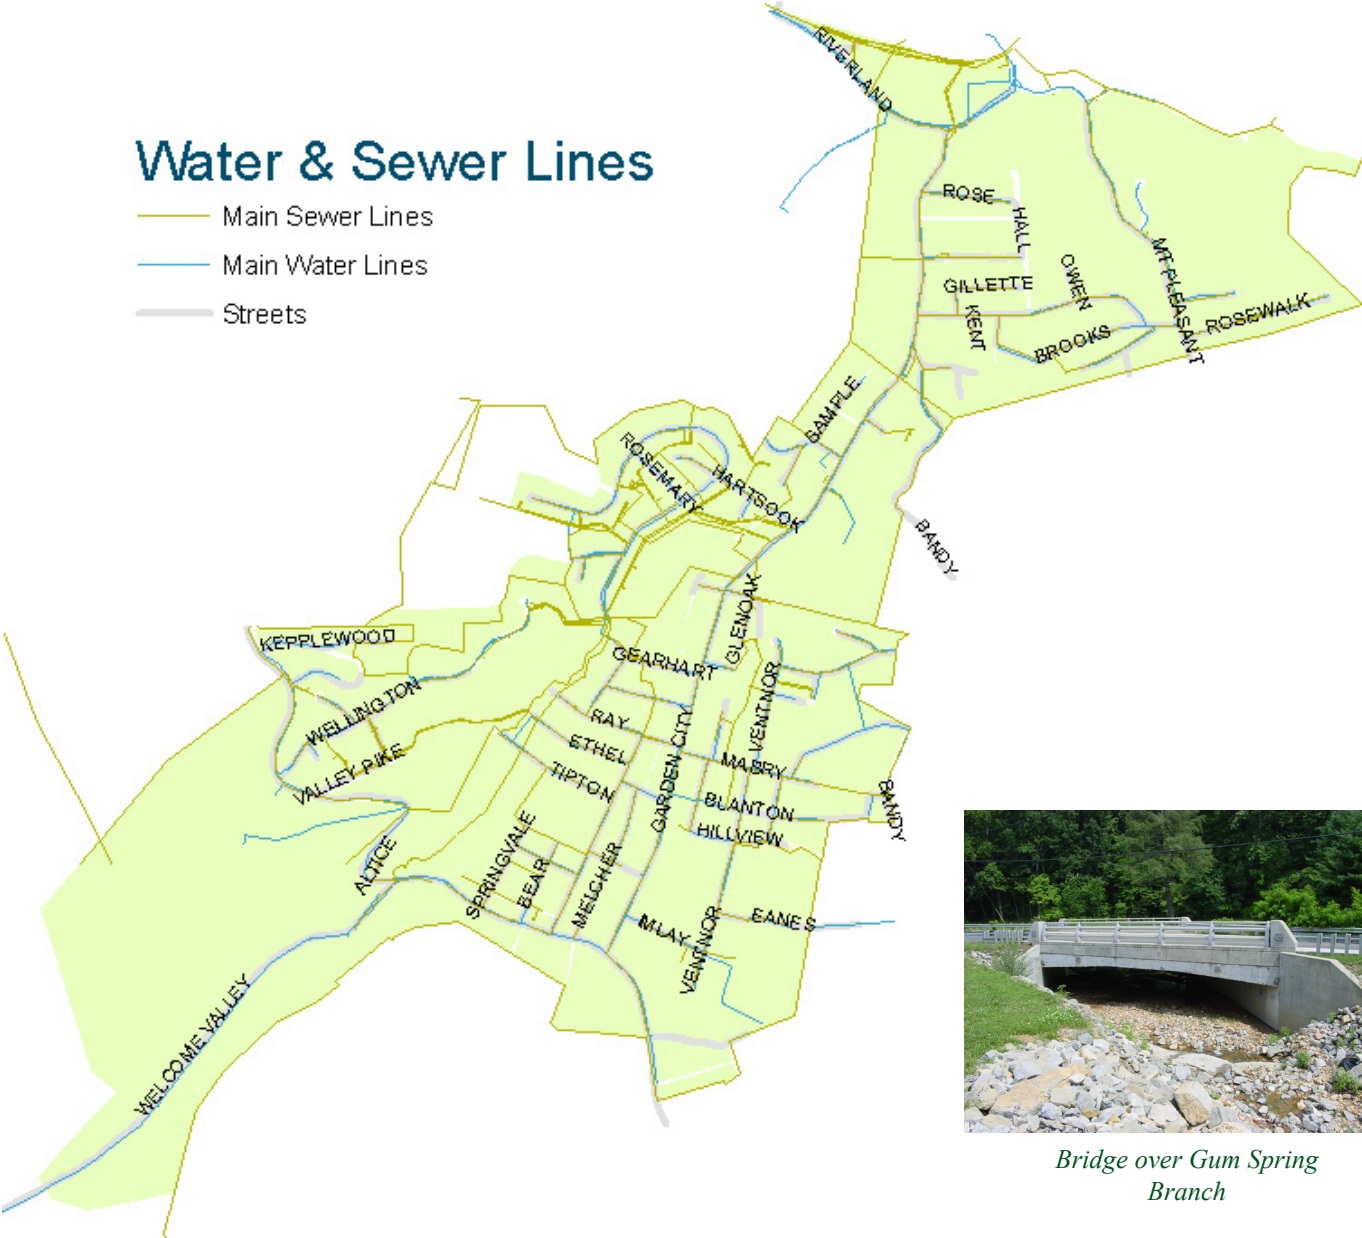 Water & Sewer Lines
Main Sewer Lines
Main Water Lines
Streets
RIVERLAND
ROSE
HALL
GILLETTE
KENT
OWEN
BROOKS
MT PLEASANT
ROSEWALK
SAMPLE
ROSEMARY
HARTSOOK
BANDY
GLENOAK
KEPPLEWOOD
GEARHART
WELLINGTON
VENTNOR
RAY
ETHEL
TIPTON
GARDEN CITY
MABRY
VALLEY PIKE
BLANTON
BANDY
HILLVIEW
ALTICE
SPRINGVALE
BEAR
MELCHER
MLAY
VENTNOR
EANES
WELCOME VALLEY
Bridge over Gum Spring
Branch